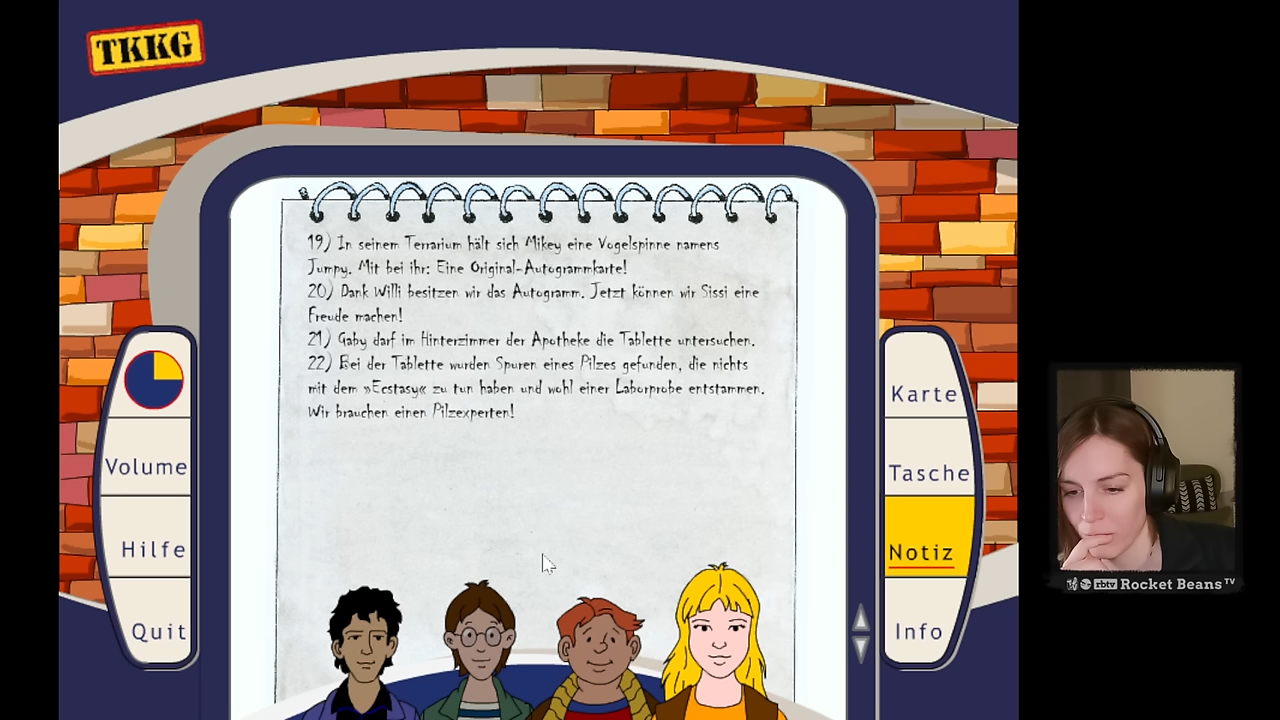 TKKG
19) In seinem Terrarium hält sich Mikey eine Vogelspinne namens
Jumpy. Mit bei ihr: Eine Original-Autogrammkarte!
20) Dank Willi besitzen wir das Autogramm. Jetzt können wir Sissi eine
Freude machen!
21) Gaby darf im Hinterzimmer der Apotheke die Tablette untersuchen.
22) Bei der Tablette wurden Spuren eines Pilzes gefunden, die nichts
mit dem »Ecstasy« zu tun haben und wohl einer Laborprobe entstammen.
Wir brauchen einen Pilzexperten!
Volume
Hilfe
Quit
Karte
Tasche
Notiz
Info
rbtv Rocket Beans TV